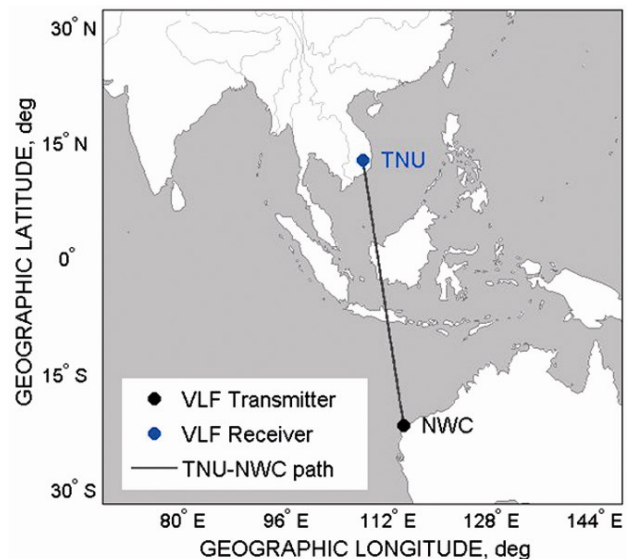 30° N
15° N
0°
15° S
30° S
GEOGRAPHIC LATITUDE, deg
TNU
NWC
VLF Transmitter
VLF Receiver
TNU-NWC path
80° E
96° E
112° E
128° E
144° E
GEOGRAPHIC LONGITUDE, deg